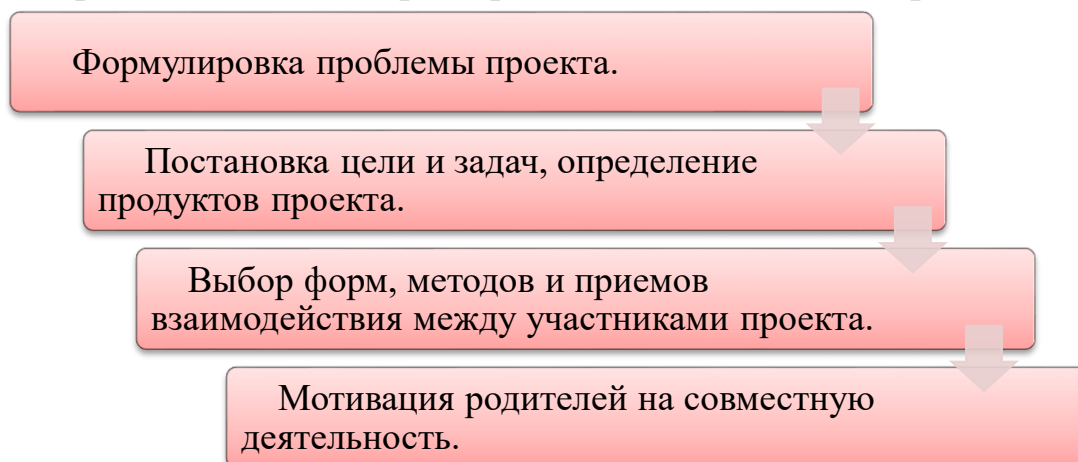 Формулировка проблемы проекта.
Постановка цели и задач, определение
продуктов проекта.
Выбор форм, методов и приемов
взаимодействия между участниками проекта.
Мотивация родителей на совместную
деятельность.